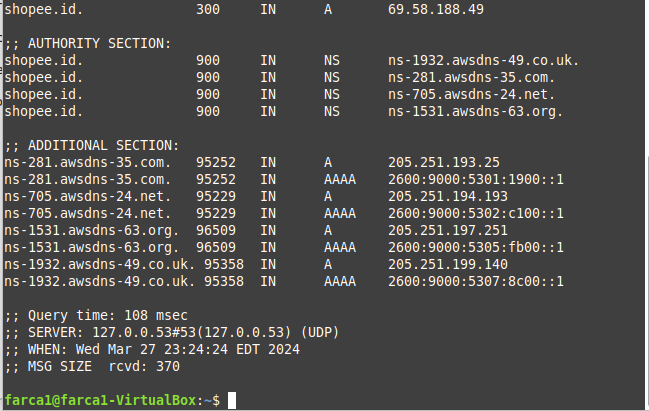 shopee.id. 300 IN A 69.58.188.49
;; AUTHORITY SECTION:
shopee.id. 900 IN NS ns-1932.awsdns-49.co.uk.
shopee.id. 900 IN NS ns-281.awsdns-35.com.
shopee.id. 900 IN NS ns-705.awsdns-24.net.
shopee.id. 900 IN NS ns-1531.awsdns-63.org.
;; ADDITIONAL SECTION:
ns-281.awsdns-35.com. 95252 IN A 205.251.193.25
ns-281.awsdns-35.com. 95252 IN AAAA 2600:9000:5301:1900::1
ns-705.awsdns-24.net. 95229 IN A 205.251.194.193
ns-705.awsdns-24.net. 95229 IN AAAA 2600:9000:5302:c100::1
ns-1531.awsdns-63.org. 96509 IN A 205.251.197.251
ns-1531.awsdns-63.org. 96509 IN AAAA 2600:9000:5305:fb00::1
ns-1932.awsdns-49.co.uk. 95358 IN A 205.251.199.140
ns-1932.awsdns-49.co.uk. 95358 IN AAAA 2600:9000:5307:8c00::1
;; Query time: 108 msec
;; SERVER: 127.0.0.53#53(127.0.0.53) (UDP)
;; WHEN: Wed Mar 27 23:24:24 EDT 2024
;; MSG SIZE rcvd: 370
farca1@farca1-VirtualBox:~$